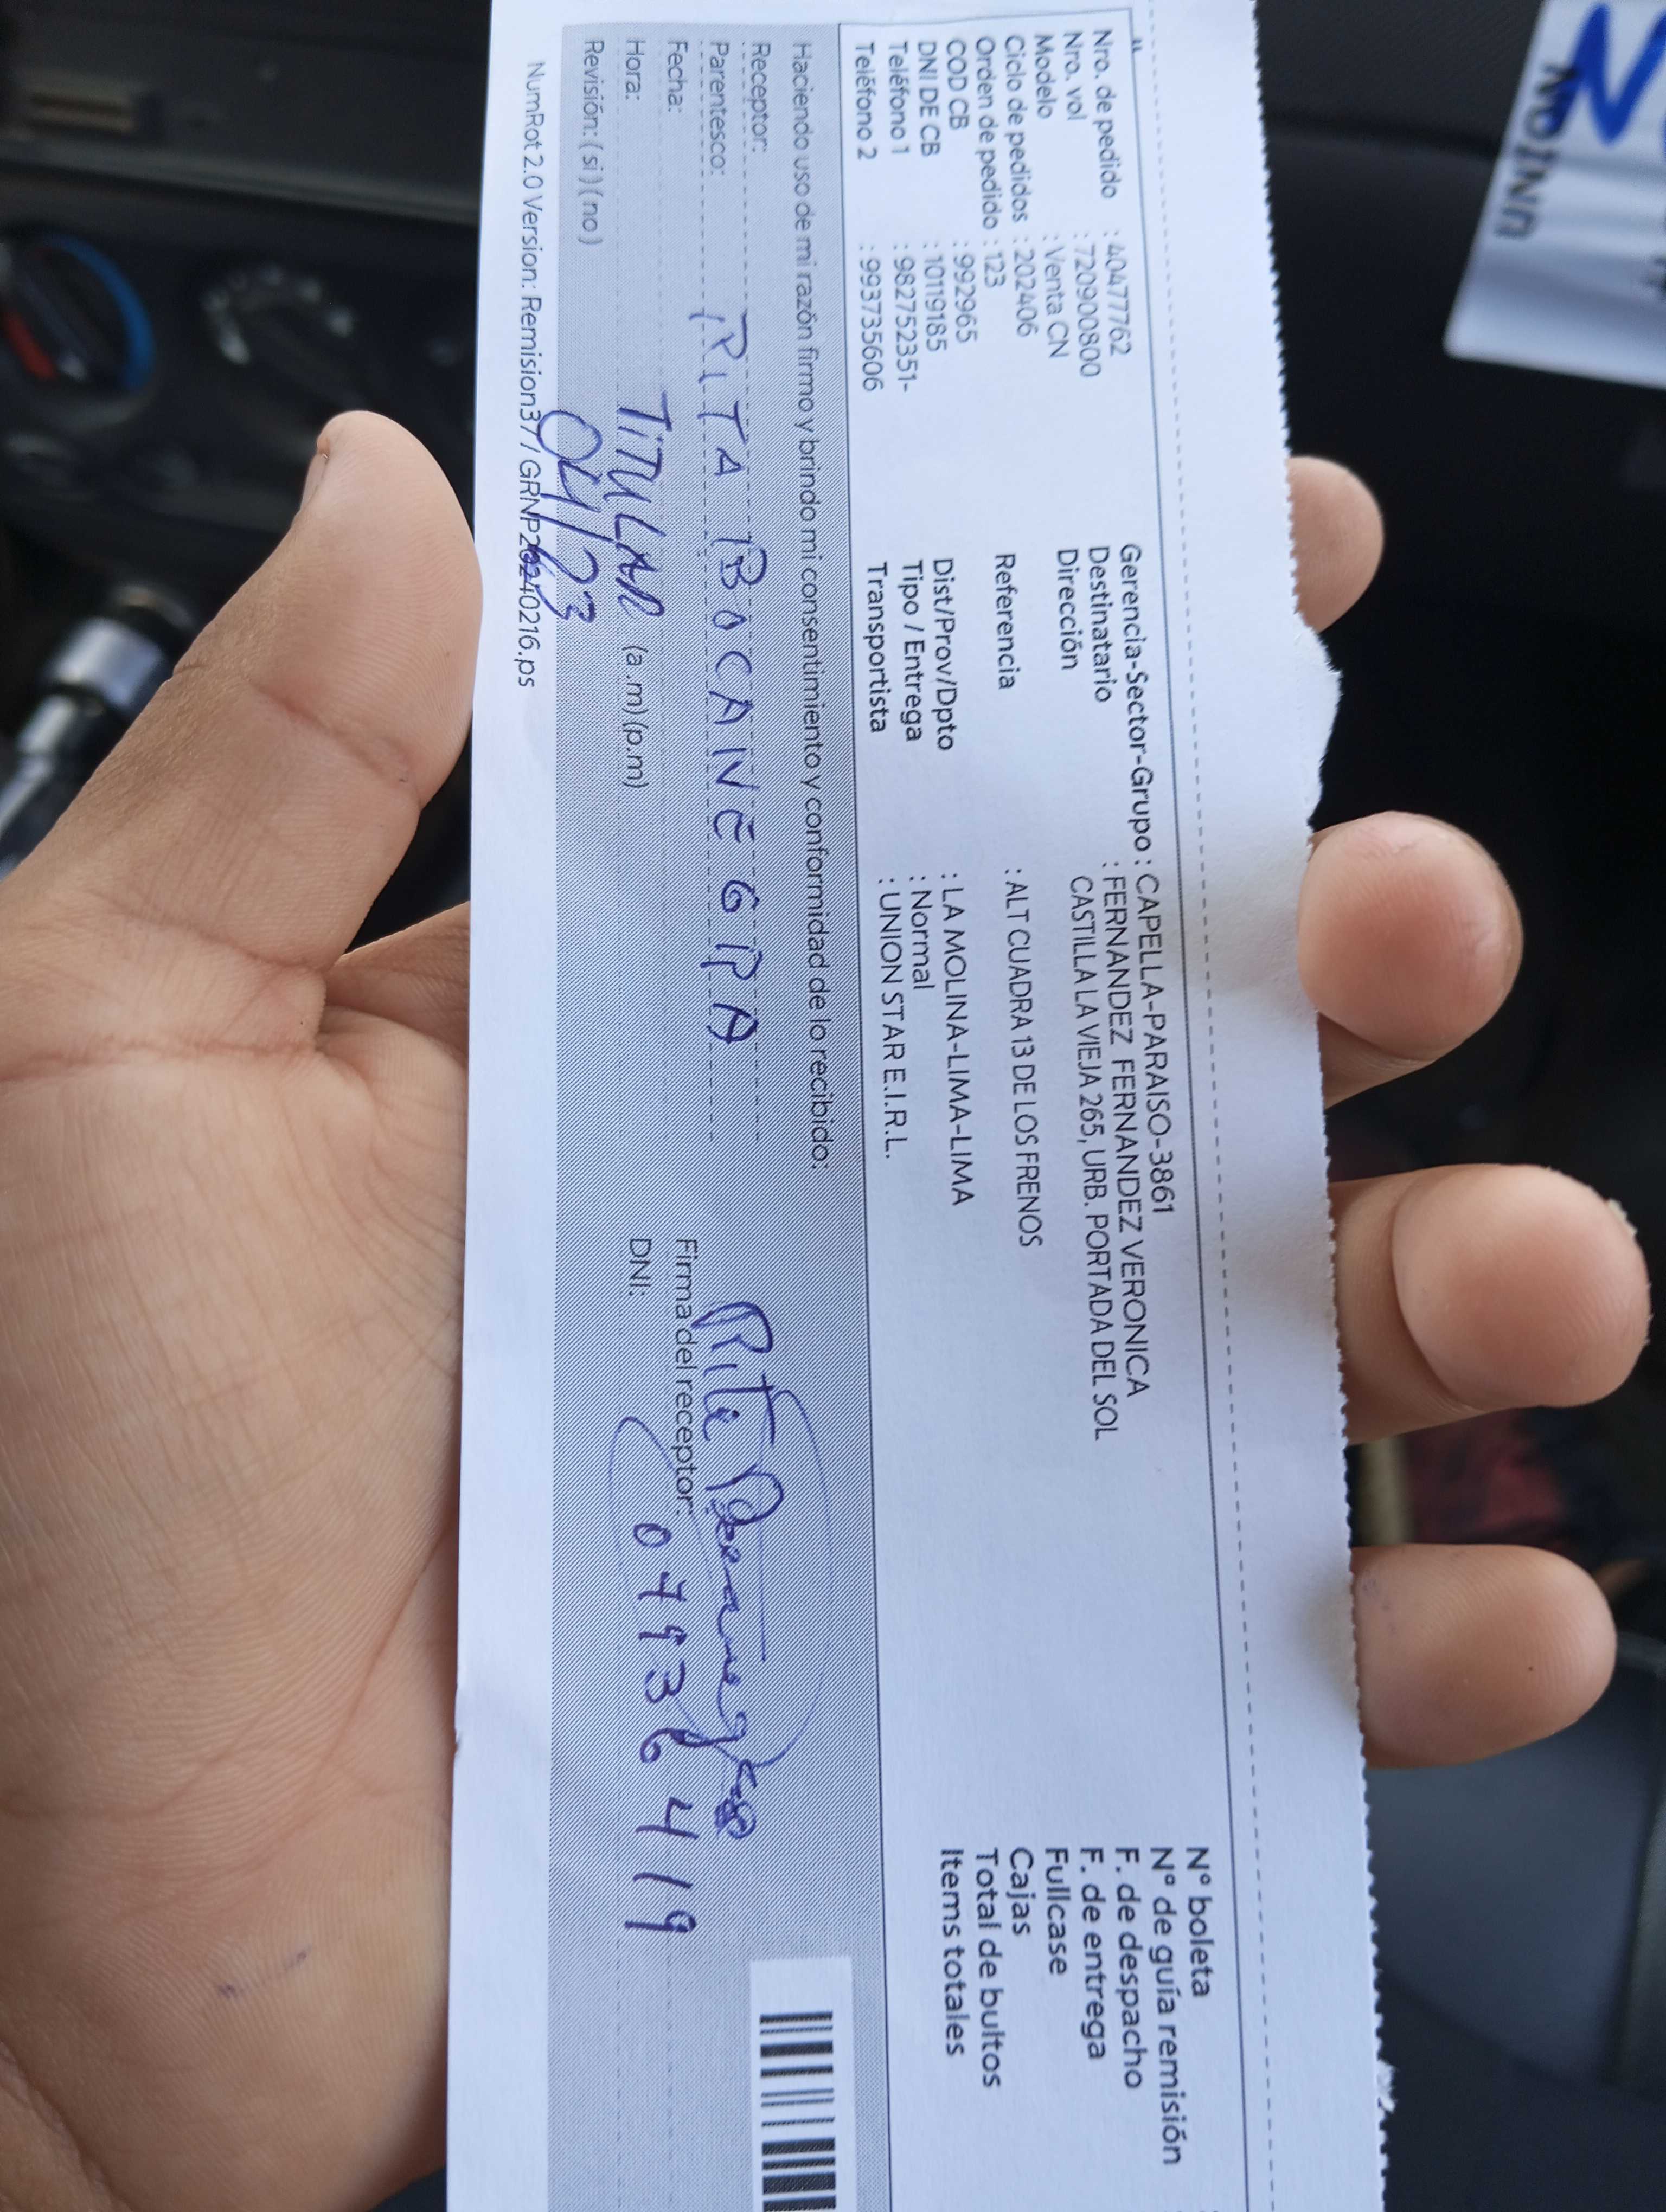 Nro. de pedido : 40477762
Nro. vol : 720900800
Modelo : Venta CN
Ciclo de pedidos : 202406
Orden de pedido : 123
COD CB : 992965
DNI DE CB : 10119185
Teléfono 1 : 982752351-
Teléfono 2 : 993735606
Gerencia-Sector-Grupo : CAPELLA-PARAISO-3861
Destinatario : FERNANDEZ FERNANDEZ VERONICA
Dirección CASTILLA LA VIEJA 265, URB. PORTADA DEL SOL
Referencia : ALT CUADRA 13 DE LOS FRENOS
Dist/Prov/Dpto : LA MOLINA-LIMA-LIMA
Tipo / Entrega : Normal
Transportista : UNION STAR E.I.R.L.
N° boleta
N° de guía remisión
F. de despacho
F. de entrega
Fullcase
Cajas
Total de bultos
Items totales
Haciendo uso de mi razón firmo y brindo mi consentimiento y conformidad de lo recibido:
Receptor: RITA BOCANEGRA
Parentesco: TITULAR
Fecha: 04/03
Hora: (a.m) (p.m)
Revisión: ( si ) ( no )
Rita Bocanegra
Firma del receptor:
DNI: 07936419
NumRot 2.0 Version: Remision37 / GRNP20240216.ps
UNION